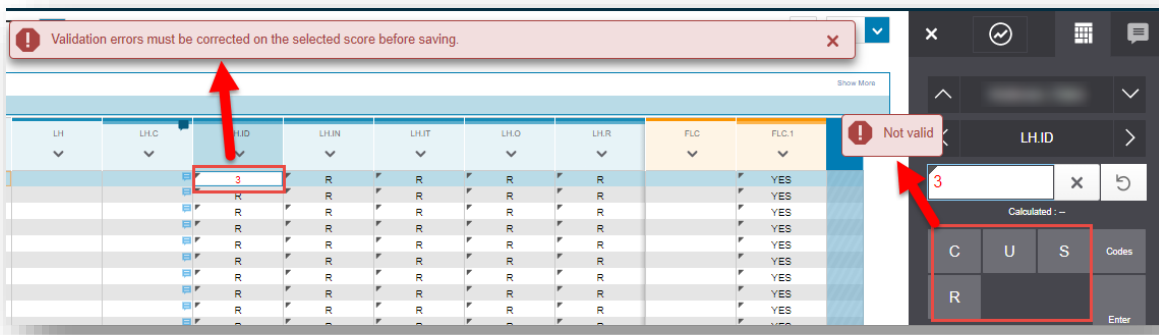 Validation errors must be corrected on the selected score before saving.
Show More
LH LH.C LH.ID LH.IN LH.IT LH.O LH.R FLC FLC.1
Not valid
LH.ID
3 R R R R YES
R R R R R YES
R R R R R YES
R R R R R YES
R R R R R YES
R R R R R YES
R R R R R YES
R R R R R YES
R R R R R YES
3
Calculated : –
C U S Codes
R
Enter